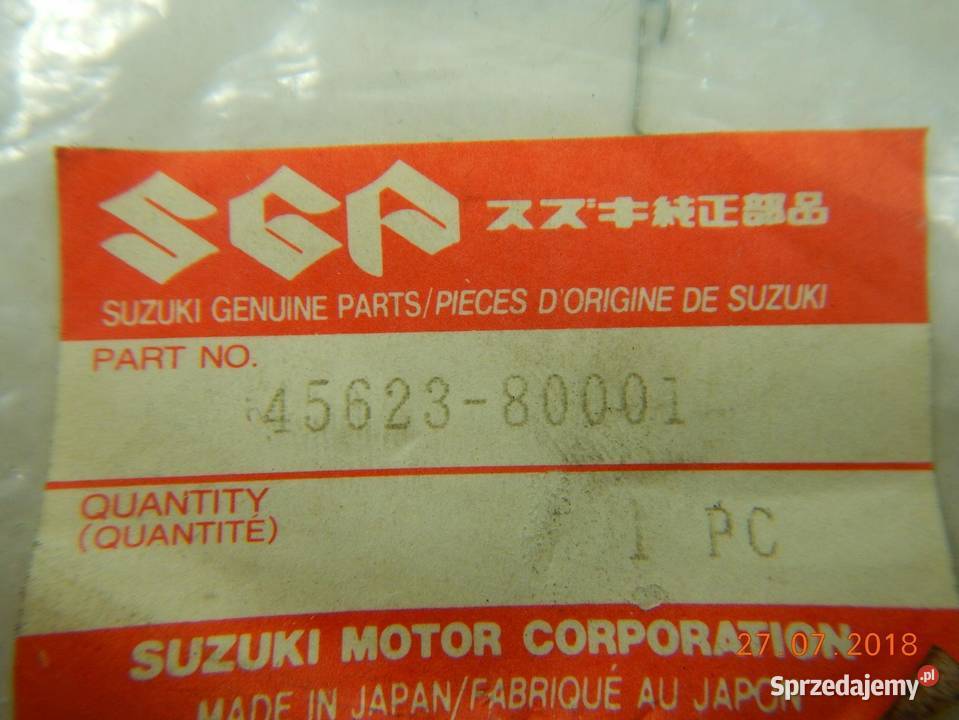 SGP スズキ純正部品
SUZUKI GENUINE PARTS/PIECES D'ORIGINE DE SUZUKI
PART NO.
45623-80001
QUANTITY
(QUANTITÉ)
1 PC
SUZUKI MOTOR CORPORATION
27.07.2018
MADE IN JAPAN/FABRIQUÉ AU JAPON
Sprzedajemy.pl